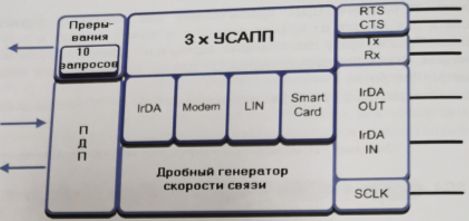 Преры-
вания
10
запросов
3 x УСАПП
RTS
CTS
Tx
Rx
П
Д
П
IrDA
Modem
LIN
Smart
Card
IrDA
OUT
IrDA
IN
Дробный генератор
скорости связи
SCLK